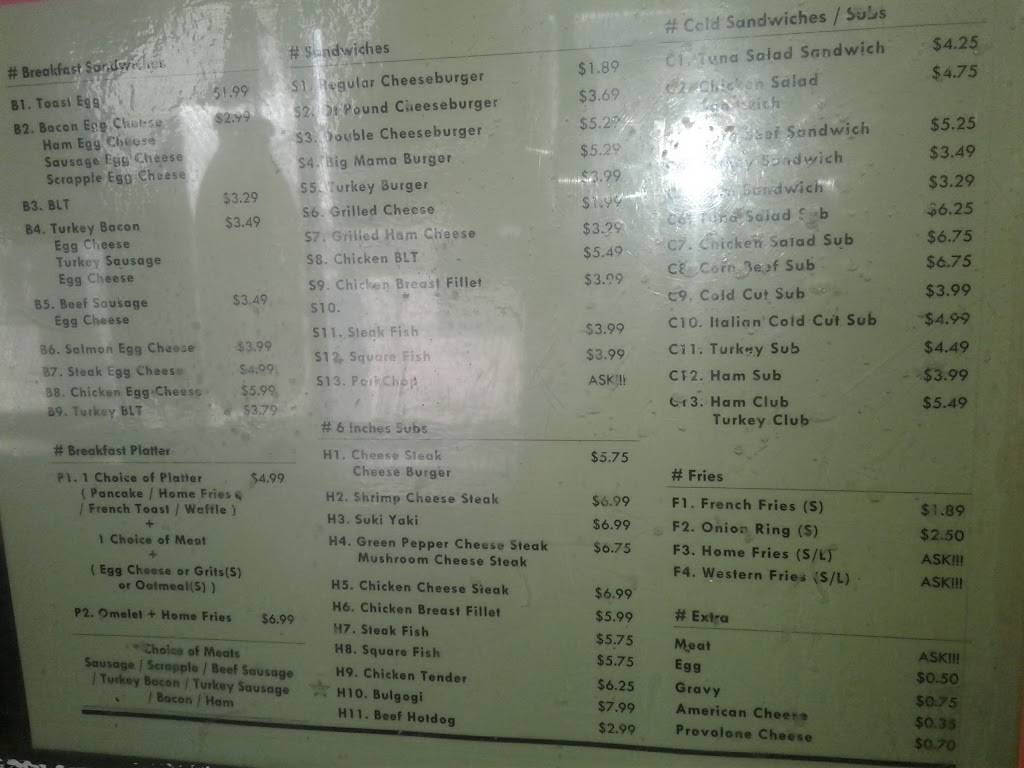 # Breakfast Sandwiches
B1. Toast Egg $1.99
B2. Bacon Egg Cheese $2.99
Ham Egg Cheese
Sausage Egg Cheese
Scrapple Egg Cheese
B3. BLT $3.29
B4. Turkey Bacon $3.49
Egg Cheese
Turkey Sausage
Egg Cheese
B5. Beef Sausage $3.49
Egg Cheese
B6. Salmon Egg Cheese $3.99
B7. Steak Egg Cheese $4.99
B8. Chicken Egg Cheese $5.99
B9. Turkey BLT $3.79
# Breakfast Platter
P1. 1 Choice of Platter $4.99
( Pancake / Home Fries
/ French Toast / Waffle )
+
1 Choice of Meat
+
( Egg Cheese or Grits(S)
or Oatmeal(S) )
P2. Omelet + Home Fries $6.99
Choice of Meats
Sausage / Scrapple / Beef Sausage
/ Turkey Bacon / Turkey Sausage
/ Bacon / Ham
# Sandwiches
S1. Regular Cheeseburger $1.89
S2. Pound Cheeseburger $3.69
S3. Double Cheeseburger
S4. Big Mama Burger $5.29
S5. Turkey Burger
S6. Grilled Cheese $1.99
S7. Grilled Ham Cheese $3.29
S8. Chicken BLT $5.49
S9. Chicken Breast Fillet $3.99
S10.
S11. Steak Fish $3.99
S12. Square Fish $3.99
S13. Pork Chop ASK!!!
# 6 Inches Subs
H1. Cheese Steak $5.75
Cheese Burger
H2. Shrimp Cheese Steak $6.99
H3. Suki Yaki $6.99
H4. Green Pepper Cheese Steak $6.75
Mushroom Cheese Steak
H5. Chicken Cheese Steak $6.99
H6. Chicken Breast Fillet $5.99
H7. Steak Fish $5.75
H8. Square Fish $5.75
H9. Chicken Tender $6.25
H10. Bulgogi $7.99
H11. Beef Hotdog $2.99
# Cold Sandwiches / Subs
C1. Tuna Salad Sandwich $4.25
C2. Chicken Salad $4.75
Sandwich
Beef Sandwich $5.25
Sandwich $3.49
Sandwich $3.29
C6. Tuna Salad Sub $6.25
C7. Chicken Salad Sub $6.75
C8. Corn Beef Sub $6.75
C9. Cold Cut Sub $3.99
C10. Italian Cold Cut Sub $4.99
C11. Turkey Sub $4.49
C12. Ham Sub $3.99
C13. Ham Club $5.49
Turkey Club
# Fries
F1. French Fries (S) $1.89
F2. Onion Ring (S) $2.50
F3. Home Fries (S/L) ASK!!!
F4. Western Fries (S/L) ASK!!!
# Extra
Meat ASK!!!
Egg $0.50
Gravy $0.75
American Cheese $0.35
Provolone Cheese $0.70